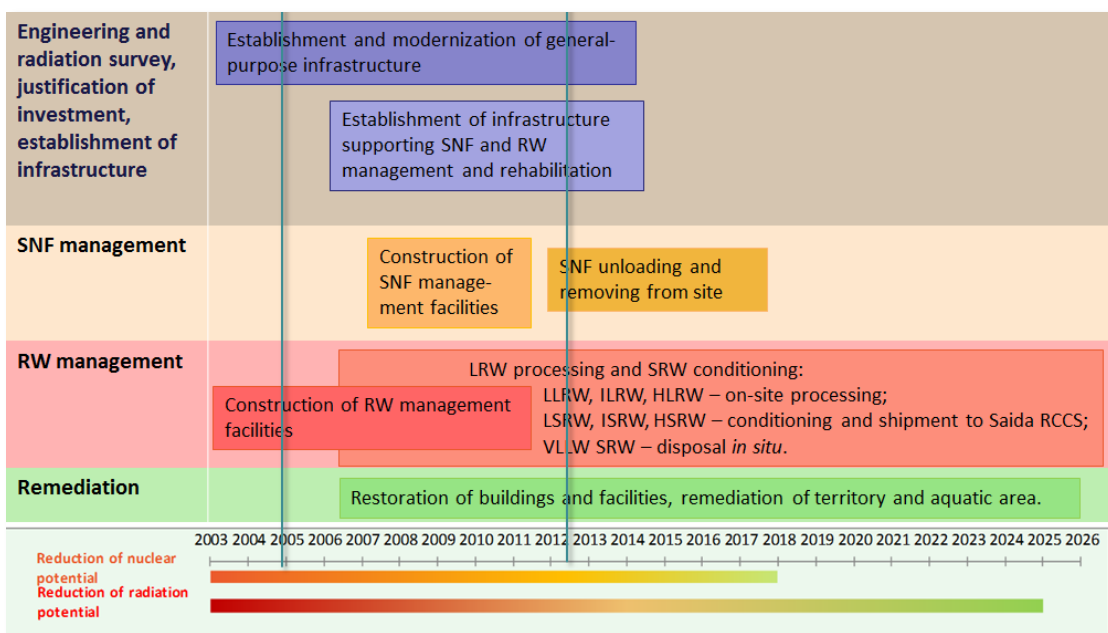 Engineering and
radiation survey,
justification of
investment,
establishment of
infrastructure
Establishment and modernization of general-
purpose infrastructure
Establishment of infrastructure
supporting SNF and RW
management and rehabilitation
SNF management
Construction of
SNF manage-
ment facilities
SNF unloading and
removing from site
RW management
LRW processing and SRW conditioning:
LLRW, ILRW, HLRW – on-site processing;
LSRW, ISRW, HSRW – conditioning and shipment to Saida RCCS;
VLLW SRW – disposal in situ.
Construction of RW management
facilities
Remediation
Restoration of buildings and facilities, remediation of territory and aquatic area.
2003 2004 2005 2006 2007 2008 2009 2010 2011 2012 2013 2014 2015 2016 2017 2018 2019 2020 2021 2022 2023 2024 2025 2026
Reduction of nuclear
potential
Reduction of radiation
potential